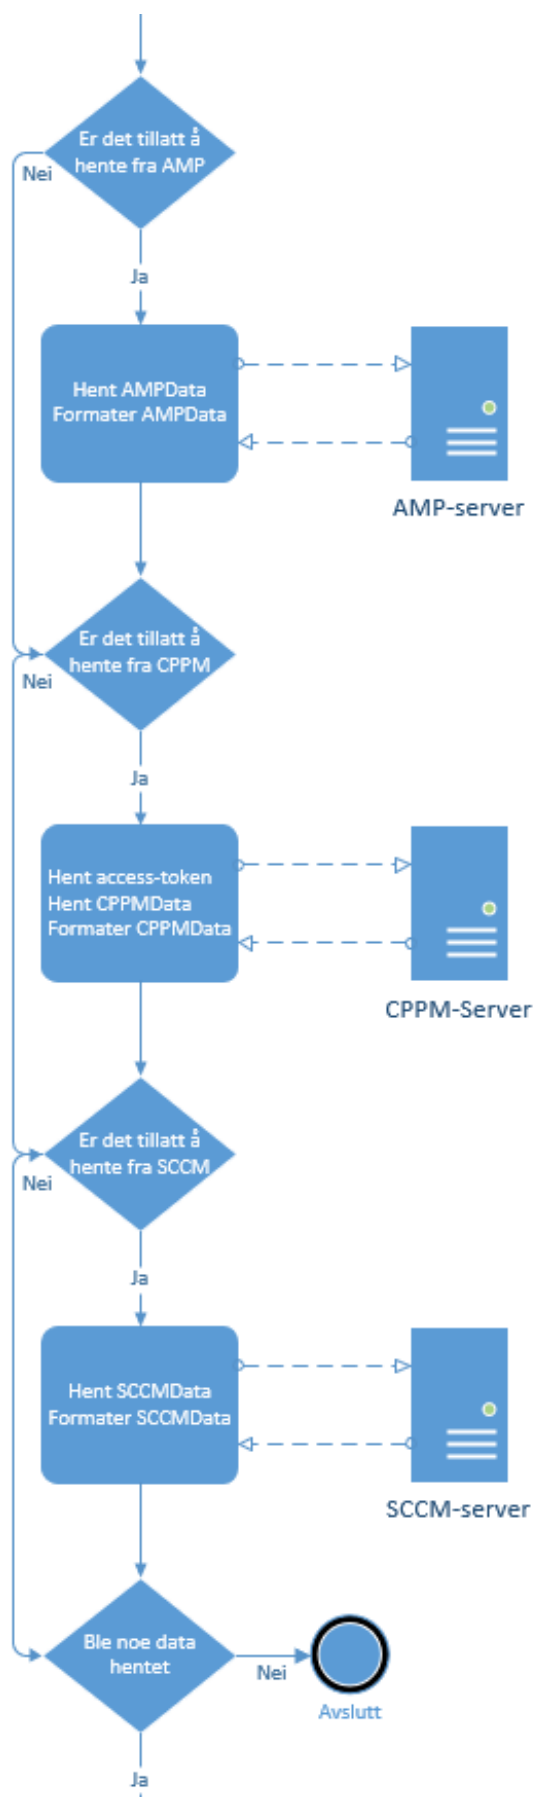 Er det tillatt å
hente fra AMP
Nei
Ja
Hent AMPData
Formater AMPData
AMP-server
Er det tillatt å
hente fra CPPM
Nei
Ja
Hent access-token
Hent CPPMData
Formater CPPMData
CPPM-Server
Er det tillatt å
hente fra SCCM
Nei
Ja
Hent SCCMData
Formater SCCMData
SCCM-server
Ble noe data
hentet
Nei
Avslutt
Ja